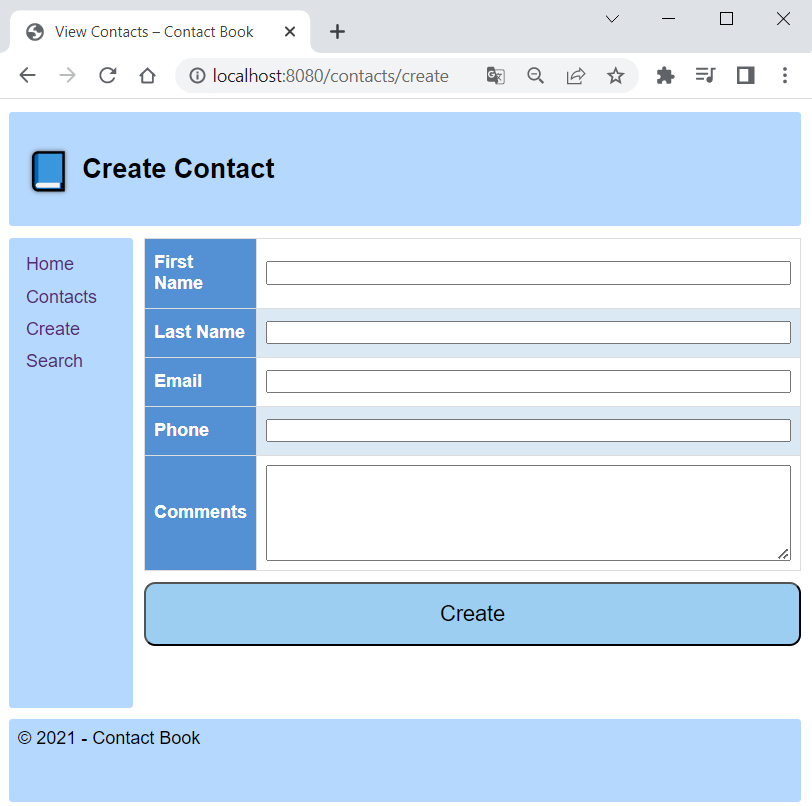 View Contacts – Contact Book
localhost:8080/contacts/create
Create Contact
Home
Contacts
Create
Search
First
Name
Last Name
Email
Phone
Comments
Create
© 2021 - Contact Book